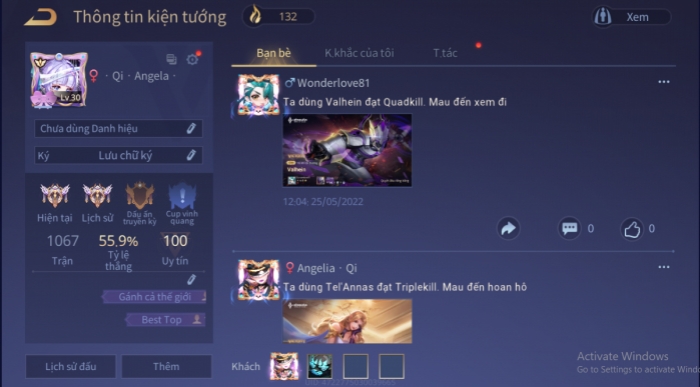 Thông tin kiện tướng
132
Xem
Bạn bè
K.khắc của tôi
T.tác
Lv.30
· Qi · Angela ·
Chưa dùng Danh hiệu
Ký Lưu chữ ký
Hiện tại
Lịch sử
Dấu ấn truyền kỳ
Cup vinh quang
1067
Trận
55,9%
Tỷ lệ thắng
100
Uy tín
Gánh cả thế giới
Best Top
Lịch sử đấu
Thêm
Wonderlove81
Ta dùng Valhein đạt Quadkill. Mau đến xem đi
Valhein
12:04 25/05/2022
0
0
Angelia · Qi
Ta dùng Tel'Annas đạt Triplekill. Mau đến hoan hô
Khách
Activate Windows
Go to Settings to activate Wind